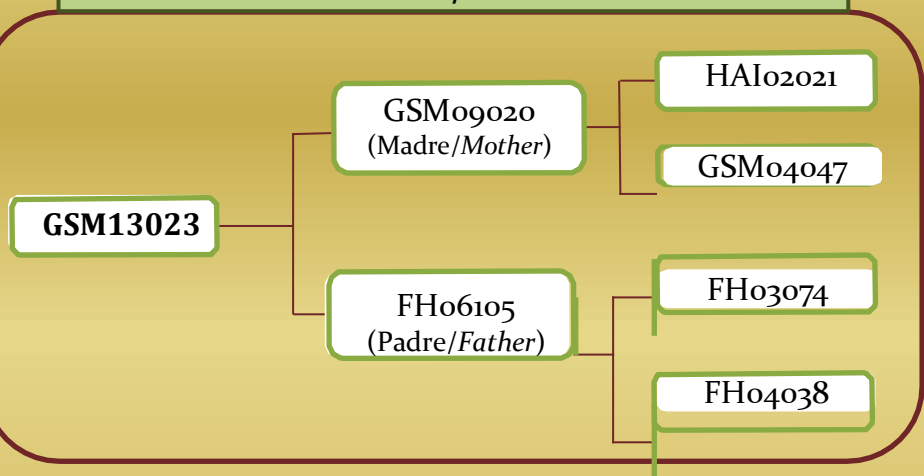 GSM13023
GSM09020
(Madre/Mother)
HAI02021
GSM04047
FH06105
(Padre/Father)
FH03074
FH04038